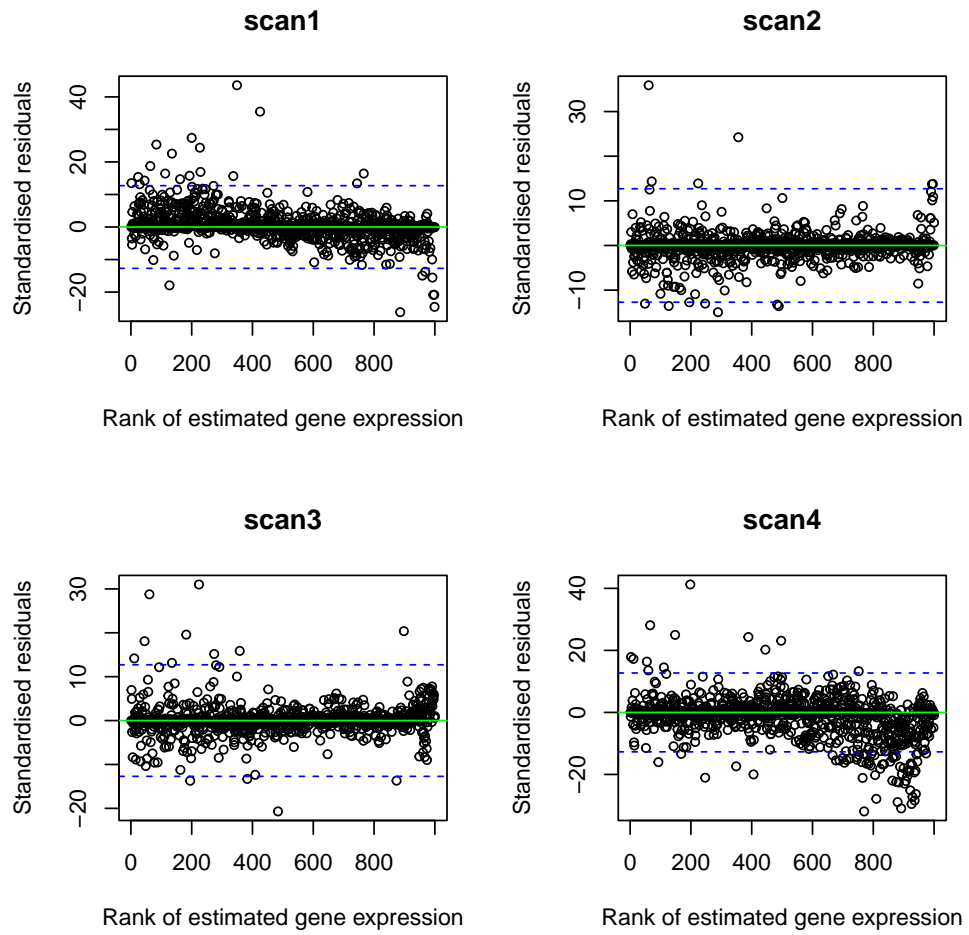 scan1
Standardised residuals
40
20
0
−20
0 200 400 600 800
Rank of estimated gene expression
scan2
Standardised residuals
30
10
−10
0 200 400 600 800
Rank of estimated gene expression
scan3
Standardised residuals
30
10
0
−20
0 200 400 600 800
Rank of estimated gene expression
scan4
Standardised residuals
40
20
0
−20
0 200 400 600 800
Rank of estimated gene expression